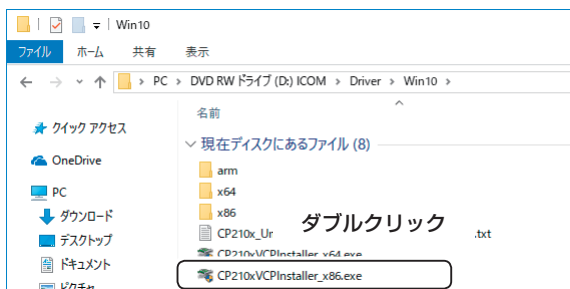 Win10
ファイル ホーム 共有 表示
PC > DVD RW ドライブ (D:) ICOM > Driver > Win10 >
名前
クイック アクセス
OneDrive
PC
ダウンロード
デスクトップ
ドキュメント
ピクチャ
現在ディスクにあるファイル (8)
arm
x64
x86
CP210x_Ur .txt
ダブルクリック
CP210xVCPInstaller_x64.exe
CP210xVCPInstaller_x86.exe